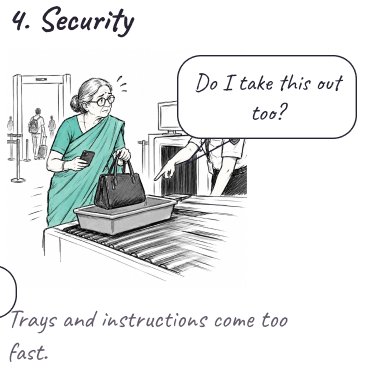 4. Security
Do I take this out
too?
Trays and instructions come too
fast.